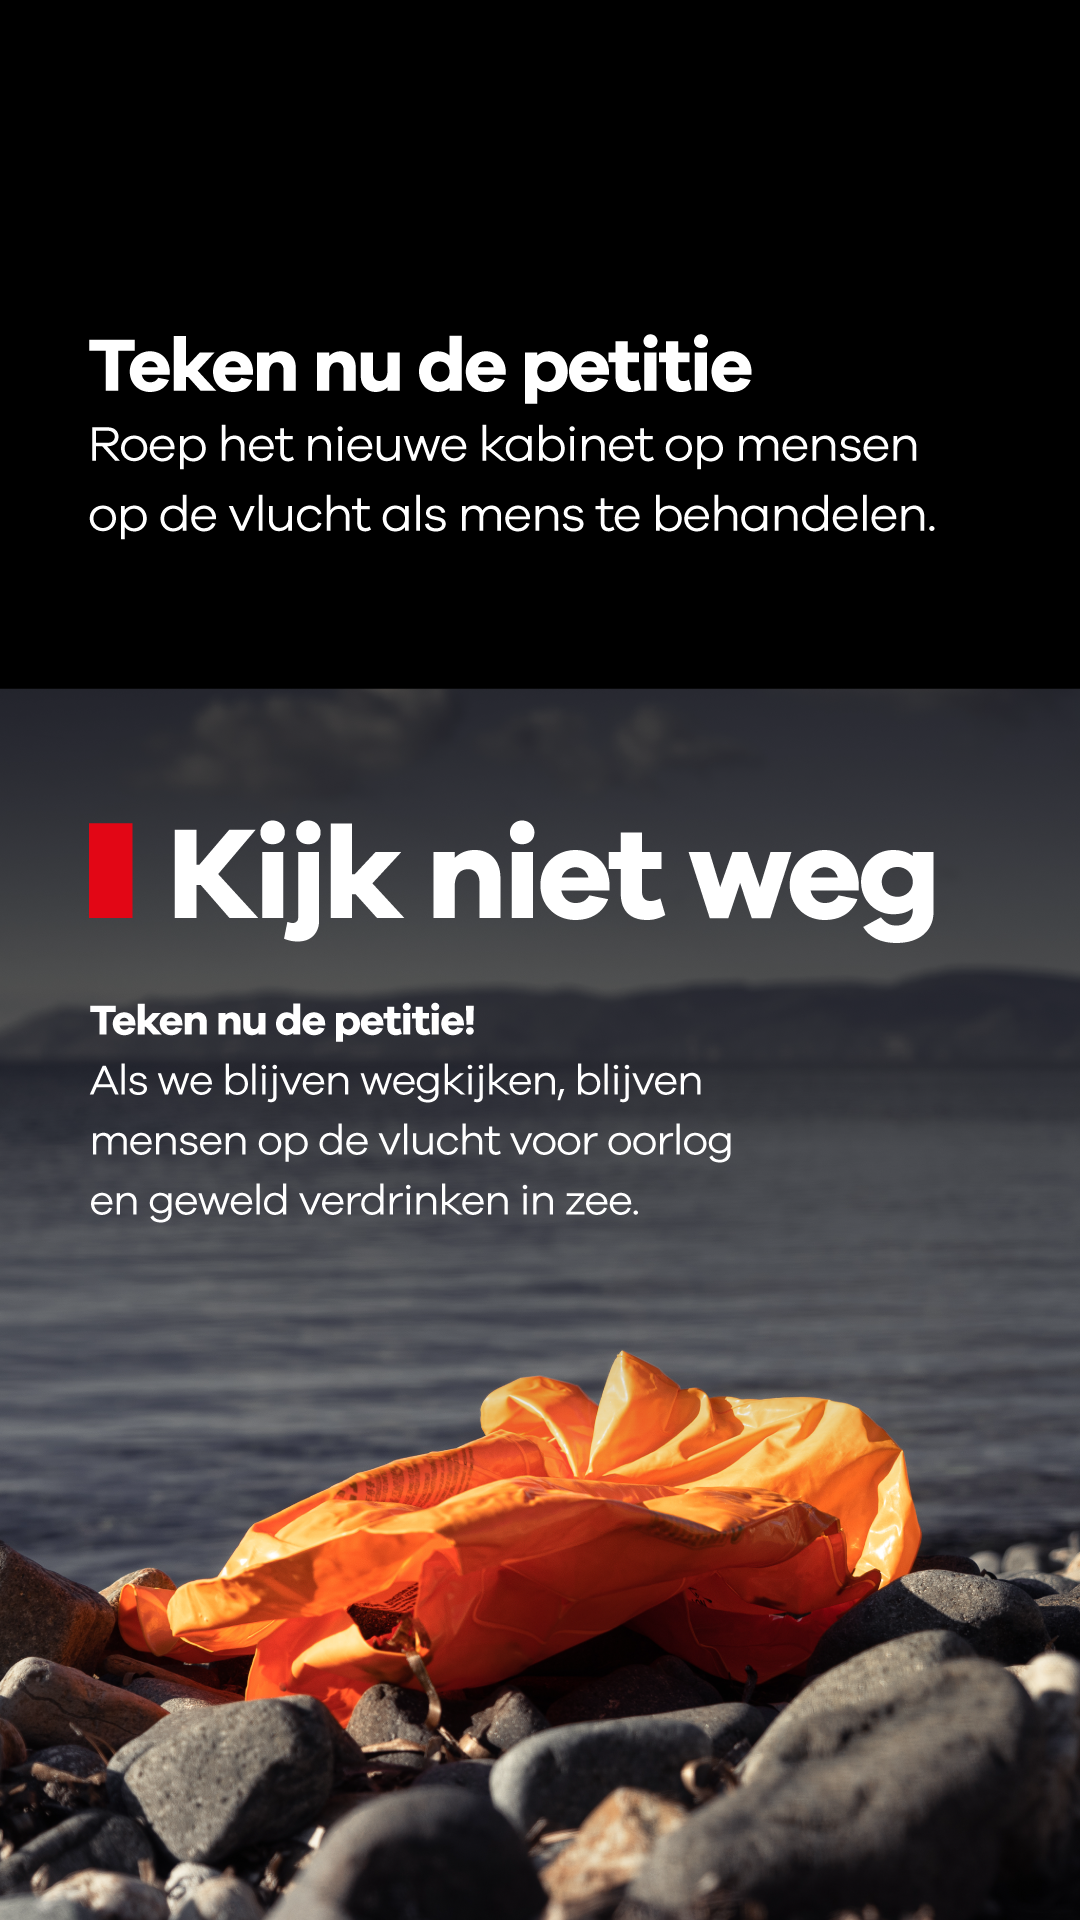 Teken nu de petitie
Roep het nieuwe kabinet op mensen
op de vlucht als mens te behandelen.
Kijk niet weg
Teken nu de petitie!
Als we blijven wegkijken, blijven
mensen op de vlucht voor oorlog
en geweld verdrinken in zee.